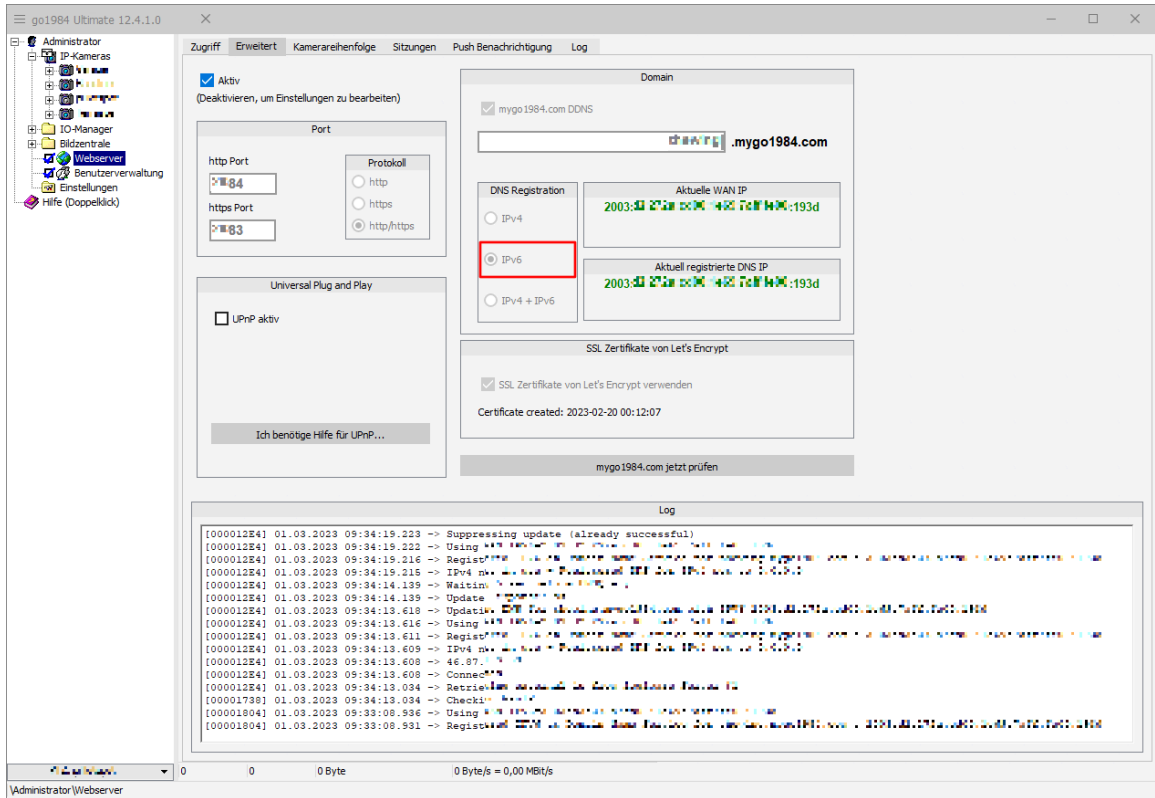 go1984 Ultimate 12.4.1.0
Administrator
IP-Kameras
IO-Manager
Bildzentrale
Webserver
Benutzerverwaltung
Einstellungen
Hilfe (Doppelklick)
Zugriff Erweitert Kamerareihenfolge Sitzungen Push Benachrichtigung Log
Aktiv
(Deaktivieren, um Einstellungen zu bearbeiten)
Port
http Port
84
https Port
83
Protokoll
http
https
http/https
Universal Plug and Play
UPnP aktiv
Ich benötige Hilfe für UPnP...
Domain
mygo1984.com DDNS
.mygo1984.com
DNS Registration
IPv4
IPv6
IPv4 + IPv6
Aktuelle WAN IP
2003: :193d
Aktuell registrierte DNS IP
2003: :193d
SSL Zertifikate von Let's Encrypt
SSL Zertifikate von Let's Encrypt verwenden
Certificate created: 2023-02-20 00:12:07
mygo1984.com jetzt prüfen
Log
[000012E4] 01.03.2023 09:34:19.223 -> Suppressing update (already successful)
[000012E4] 01.03.2023 09:34:19.222 -> Using
[000012E4] 01.03.2023 09:34:19.216 -> Regist
[000012E4] 01.03.2023 09:34:19.215 -> IPv4
[000012E4] 01.03.2023 09:34:14.139 -> Waitin
[000012E4] 01.03.2023 09:34:14.139 -> Update
[000012E4] 01.03.2023 09:34:13.618 -> Updati
[000012E4] 01.03.2023 09:34:13.616 -> Using
[000012E4] 01.03.2023 09:34:13.611 -> Regist
[000012E4] 01.03.2023 09:34:13.609 -> IPv4
[000012E4] 01.03.2023 09:34:13.608 -> 46.87.
[000012E4] 01.03.2023 09:34:13.608 -> Connec
[000012E4] 01.03.2023 09:34:13.034 -> Retrie
[00001738] 01.03.2023 09:34:13.034 -> Checki
[00001804] 01.03.2023 09:33:08.936 -> Using
[00001804] 01.03.2023 09:33:08.931 -> Regist
0 0 0 Byte 0 Byte/s = 0,00 MBit/s
\Administrator\Webserver